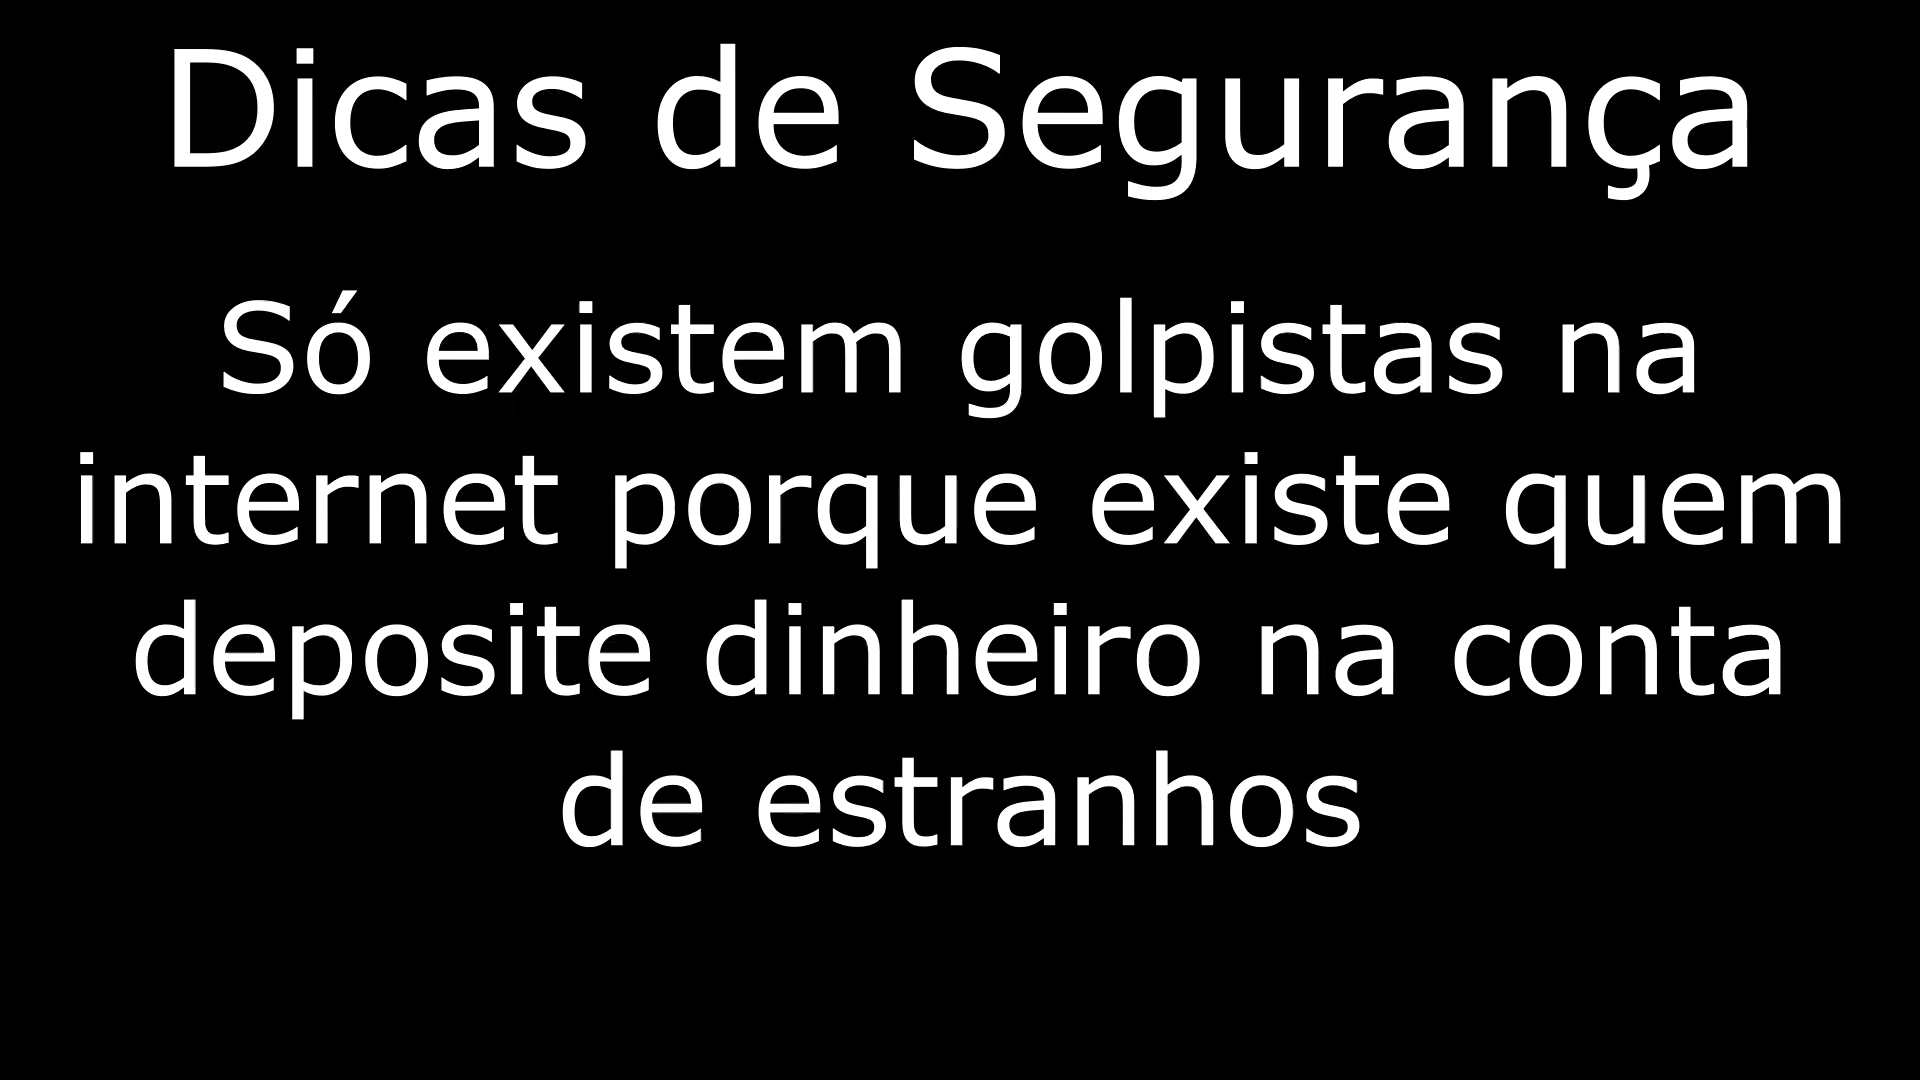 Dicas de Segurança
Só existem golpistas na
internet porque existe quem
deposite dinheiro na conta
de estranhos